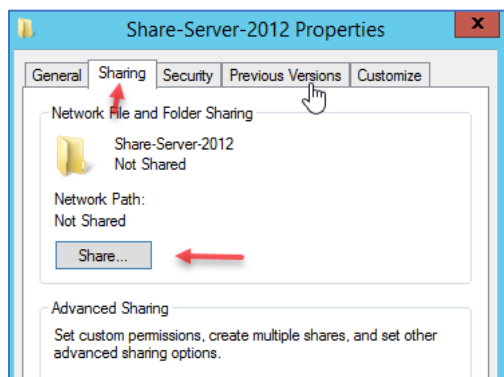 Share-Server-2012 Properties
x
General Sharing Security Previous Versions Customize
Network File and Folder Sharing
Share-Server-2012
Not Shared
Network Path:
Not Shared
Share...
Advanced Sharing
Set custom permissions, create multiple shares, and set other
advanced sharing options.